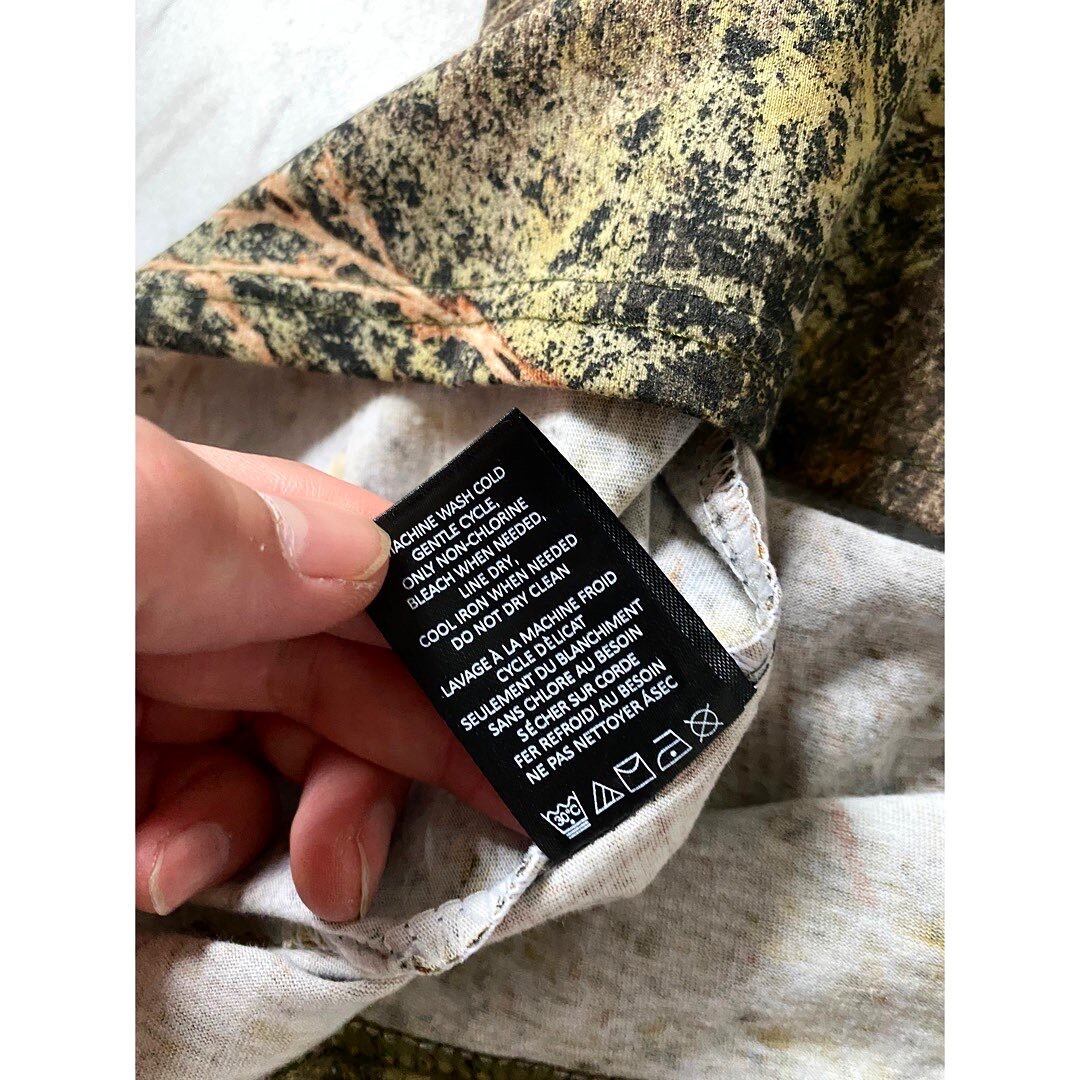 MACHINE WASH COLD
GENTLE CYCLE,
ONLY NON-CHLORINE
BLEACH WHEN NEEDED,
LINE DRY,
COOL IRON WHEN NEEDED
DO NOT DRY CLEAN
LAVAGE À LA MACHINE FROID
CYCLE DÈLICAT
SEULEMENT DU BLANCHIMENT
SANS CHLORE AU BESOIN
SÉCHER SUR CORDE
FER REFROIDI AU BESOIN
NE PAS NETTOYER ÁSEC
30°C